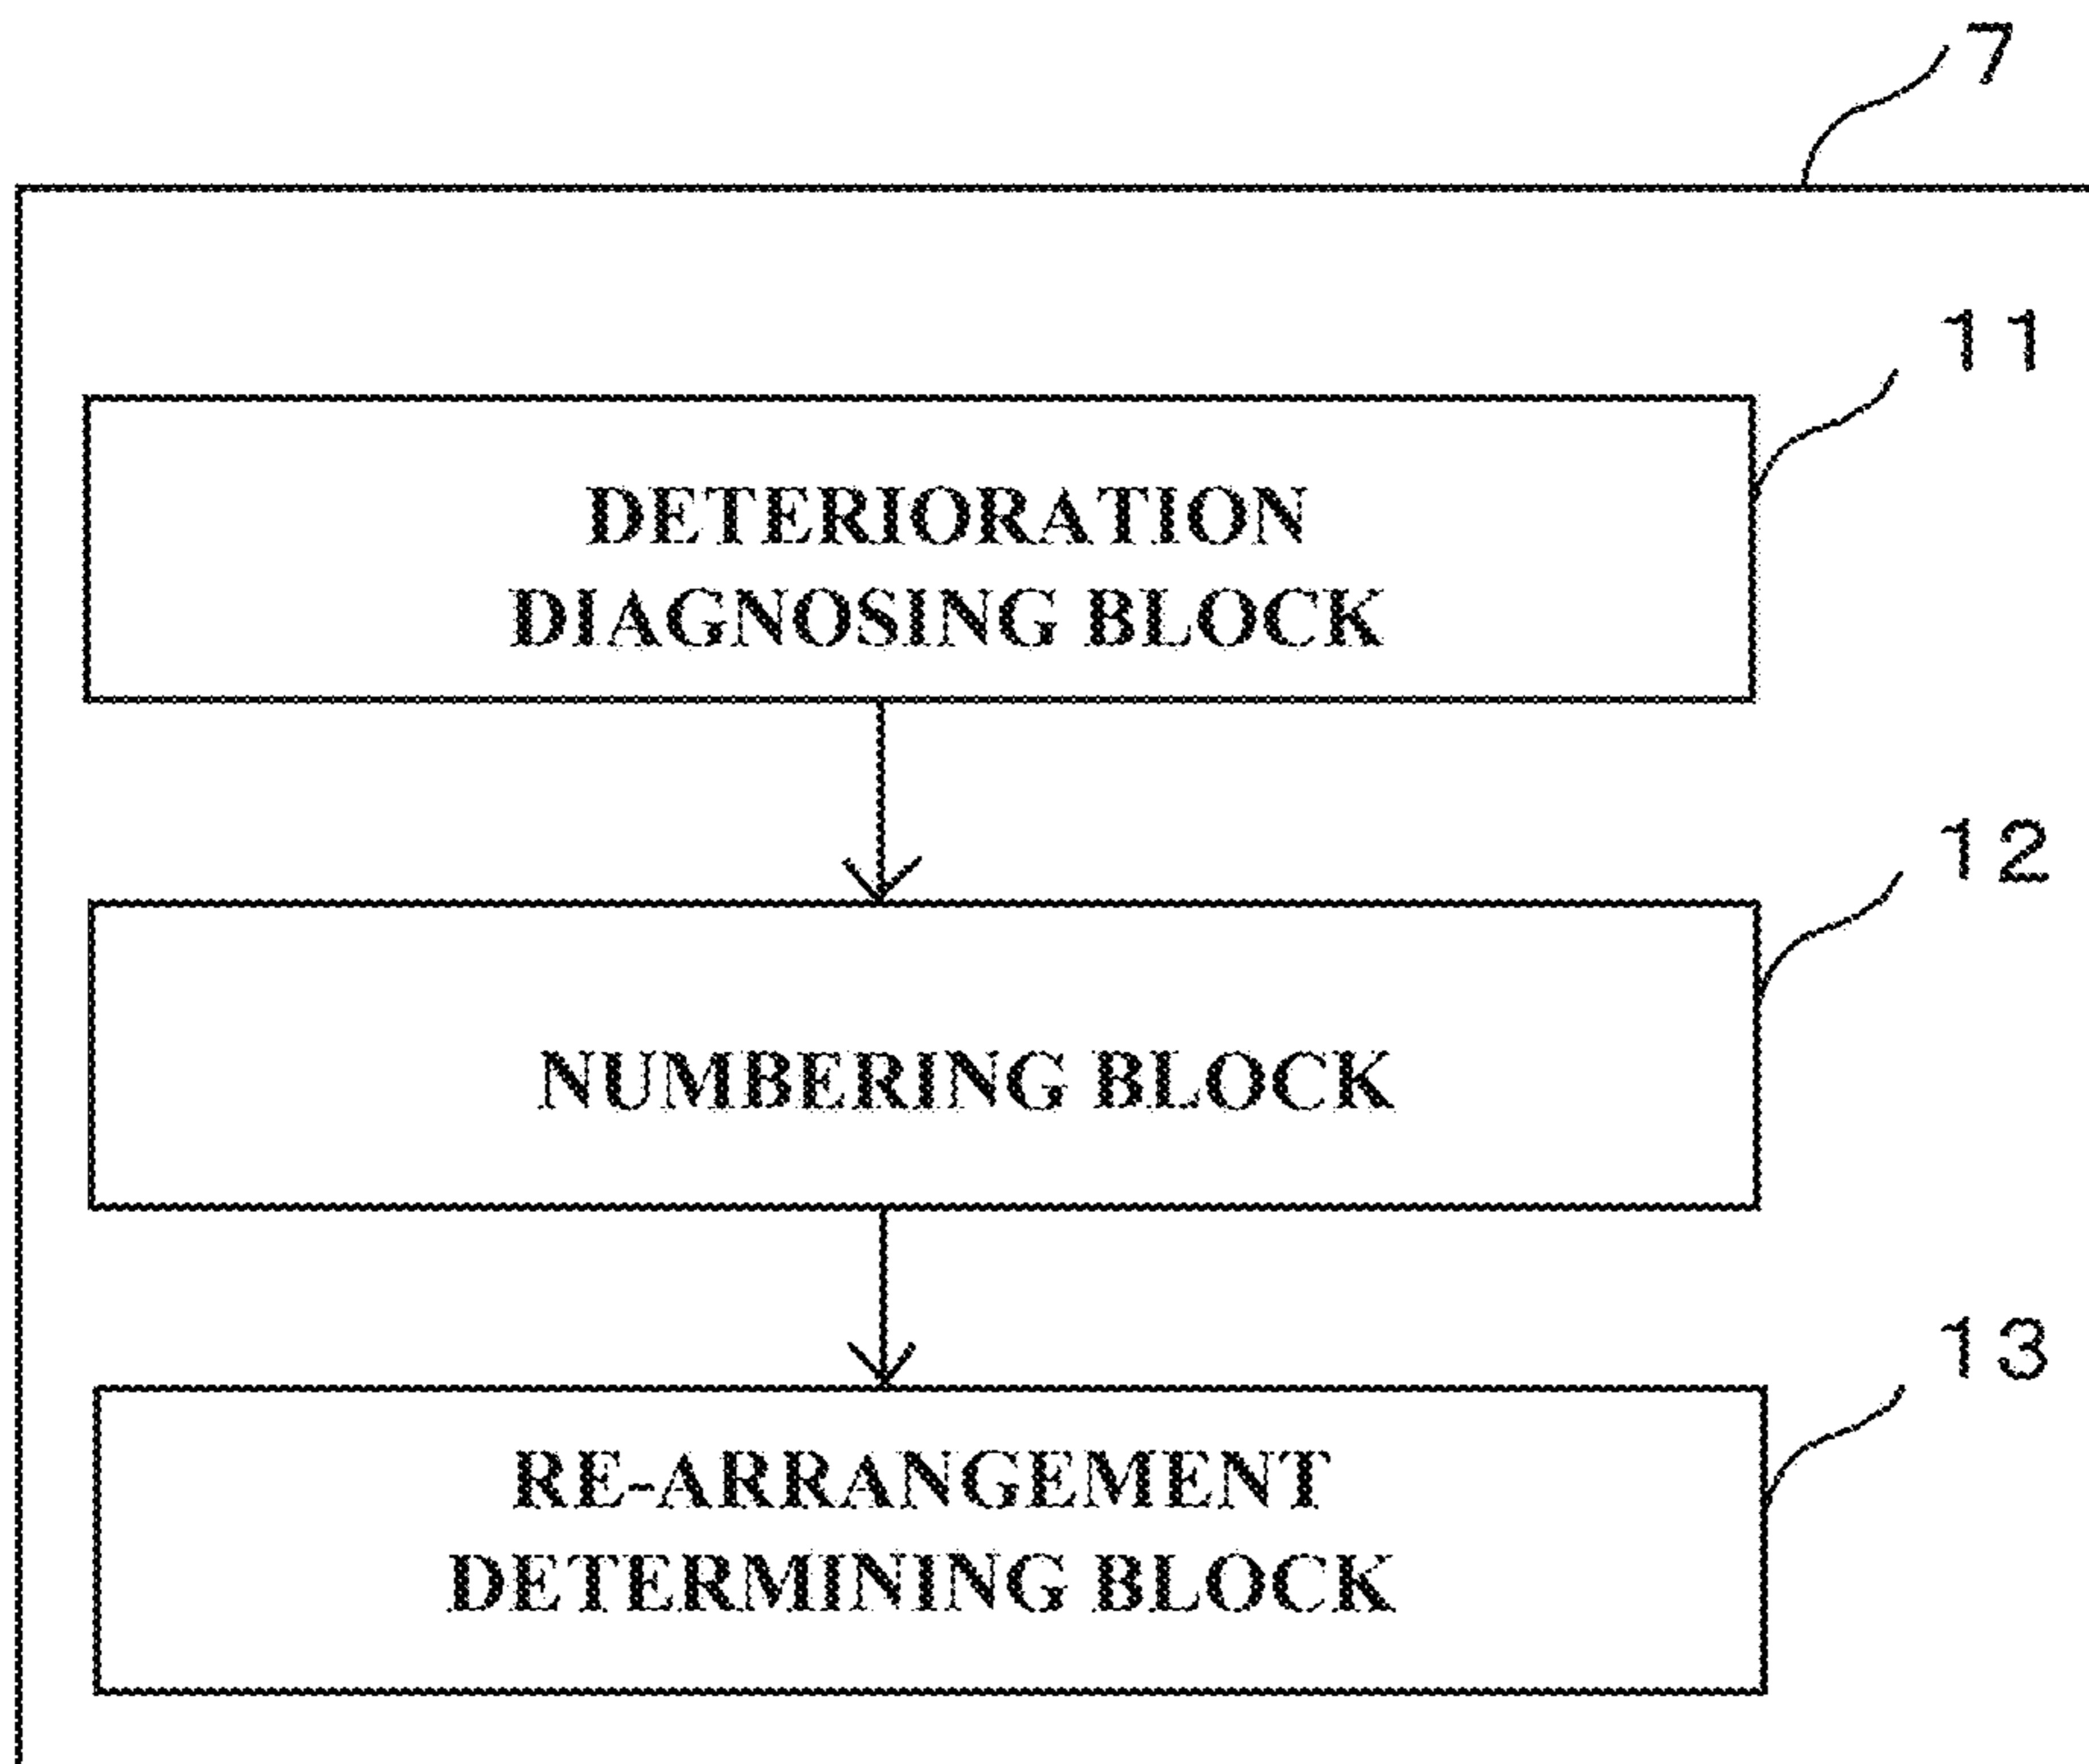 7
11
DETERIORATION
DIAGNOSING BLOCK
12
NUMBERING BLOCK
13
RE-ARRANGEMENT
DETERMINING BLOCK